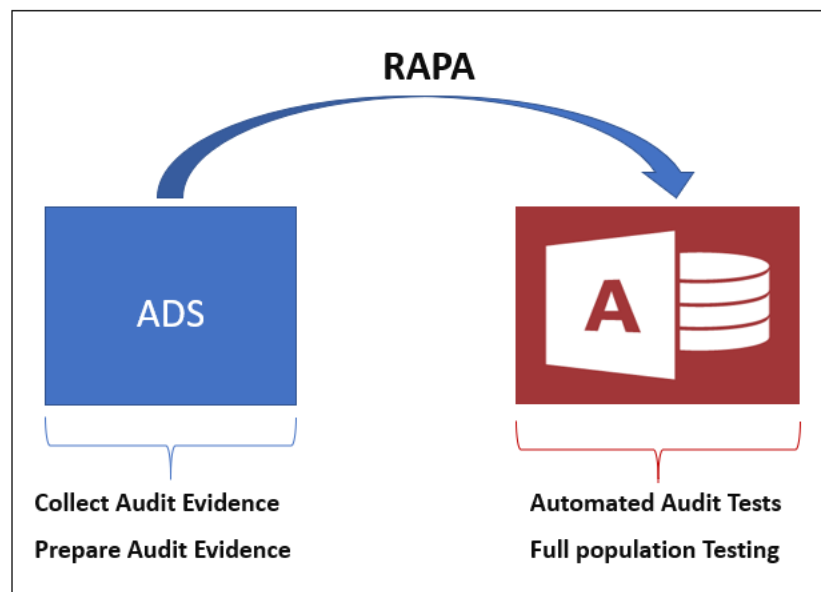 RAPA
ADS
A
Collect Audit Evidence
Prepare Audit Evidence
Automated Audit Tests
Full population Testing